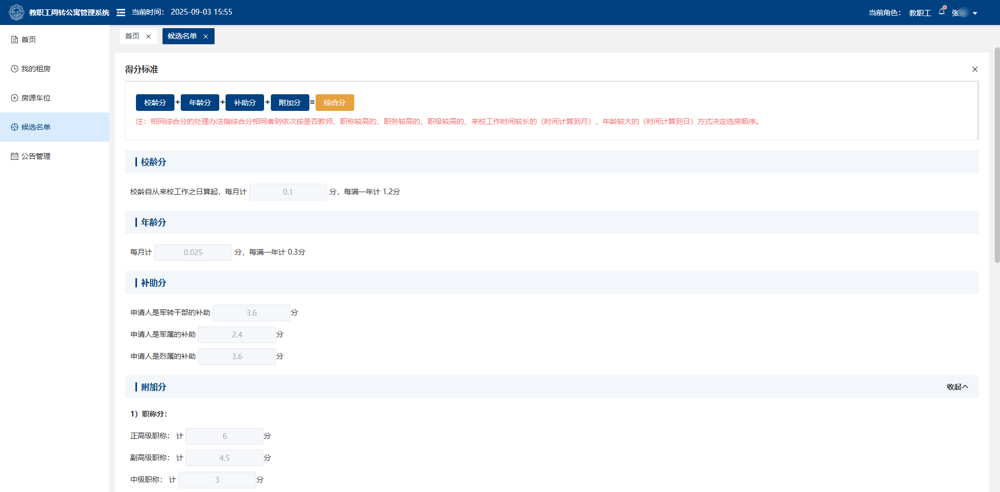 教职工周转公寓管理系统 当前时间： 2025-09-03 15:55 当前角色： 教职工 张
首页
我的租房
房源车位
候选名单
公告管理
首页 候选名单
得分标准
校龄分+年龄分+补助分+附加分=综合分
注：相同综合分的处理办法指综合分相同者则依次按是否教师、职称较高的、职务较高的、职级较高的、来校工作时间较长的（时间计算到月）、年龄较大的（时间计算到日）方式决定选房顺序。
校龄分
校龄自从来校工作之日算起，每月计 0.1 分，每满一年计 1.2分
年龄分
每月计 0.025 分，每满一年计 0.3分
补助分
申请人是军转干部的补助 3.6 分
申请人是军属的补助 2.4 分
申请人是烈属的补助 3.6 分
附加分 收起
1）职称分：
正高级职称： 计 6 分
副高级职称： 计 4.5 分
中级职称： 计 3 分